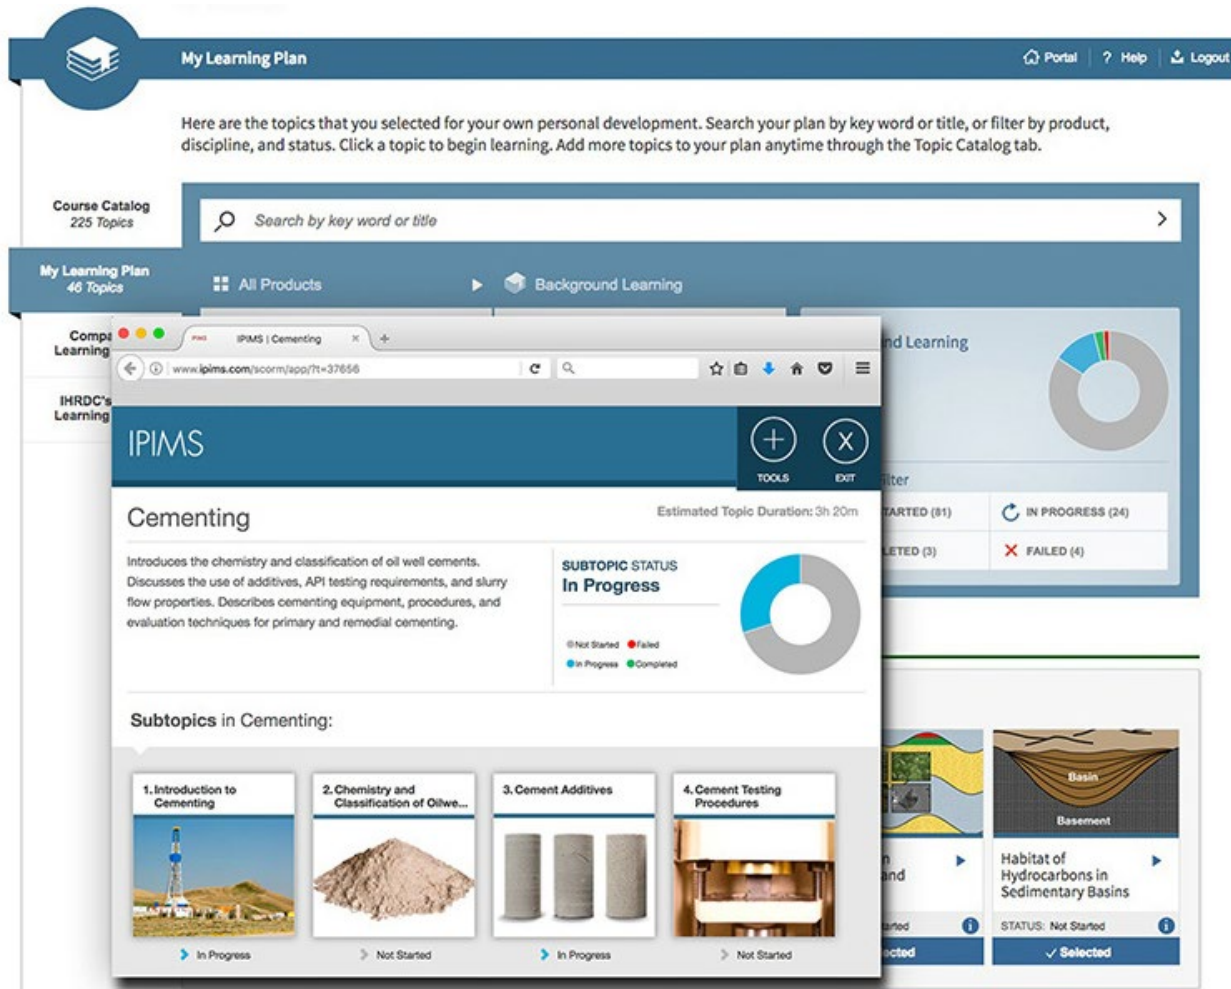 My Learning Plan
Portal
? Help
Logout
Here are the topics that you selected for your own personal development. Search your plan by key word or title, or filter by product,
discipline, and status. Click a topic to begin learning. Add more topics to your plan anytime through the Topic Catalog tab.
Course Catalog
225 Topics
Search by key word or title
My Learning Plan
46 Topics
All Products
Background Learning
Compa
Learning
IHRDC's
Learning
nd Learning
ilter
TARTED (81)
IN PROGRESS (24)
LETED (3)
FAILED (4)
IPIMS | Cementing
www.ipims.com/scorm/app/?t=37656
IPIMS
TOOLS
EXIT
Cementing
Estimated Topic Duration: 3h 20m
Introduces the chemistry and classification of oil well cements.
Discusses the use of additives, API testing requirements, and slurry
flow properties. Describes cementing equipment, procedures, and
evaluation techniques for primary and remedial cementing.
SUBTOPIC STATUS
In Progress
Not Started
Failed
In Progress
Completed
Subtopics in Cementing:
1. Introduction to
Cementing
In Progress
2. Chemistry and
Classification of Oilwe...
Not Started
3. Cement Additives
In Progress
4. Cement Testing
Procedures
Not Started
n
and
arted
ected
Basin
Basement
Habitat of
Hydrocarbons in
Sedimentary Basins
STATUS: Not Started
Selected